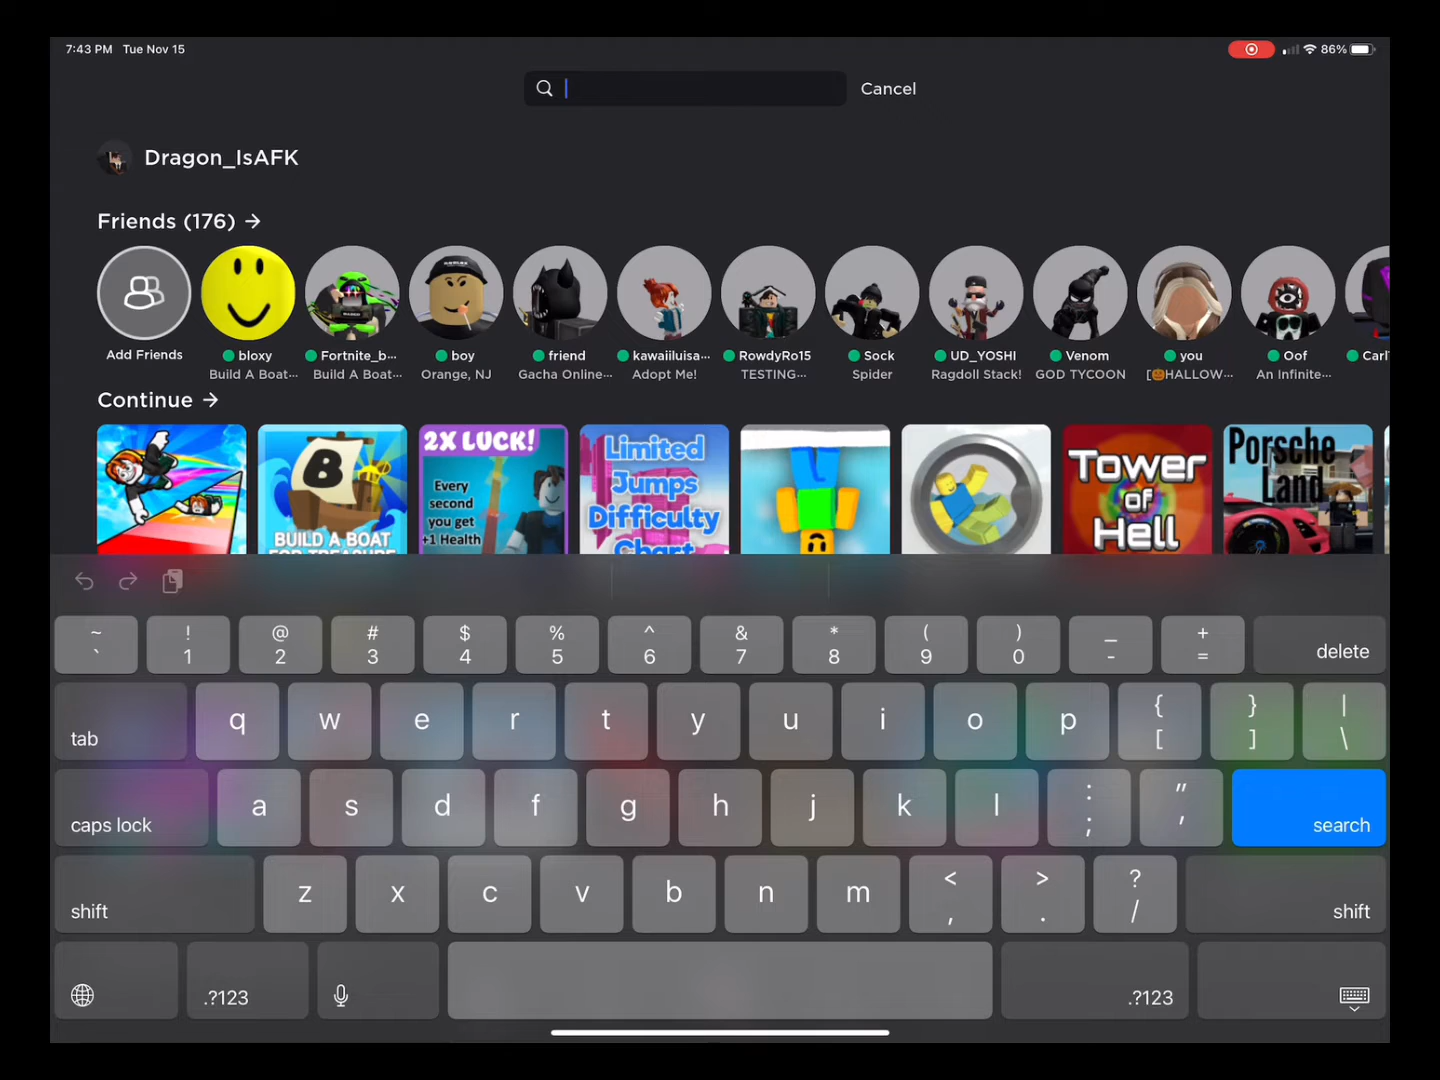 7:43 PM Tue Nov 15
86%
Cancel
Dragon_IsAFK
Friends (176) →
Add Friends
bloxy
Build A Boat...
Fortnite_b...
Build A Boat...
boy
Orange, NJ
friend
Gacha Online...
kawaiiluisa...
Adopt Me!
RowdyRo15
TESTING...
Sock
Spider
UD_YOSHI
Ragdoll Stack!
Venom
GOD TYCOON
you
[🎃HALLOW...
Oof
An Infinite...
Carl
Continue →
B
BUILD A BOAT
FOR TREASURE
2X LUCK!
Every
second
you get
+1 Health
Limited
Jumps
Difficulty
Chart
Tower
of
Hell
Porsche
Land
~ ! @ # $ % ^ & * ( ) _ +
` 1 2 3 4 5 6 7 8 9 0 - = delete
tab q w e r t y u i o p { [ } ] | \
caps lock a s d f g h j k l : ; " ' search
shift z x c v b n m < , > . ? / shift
.?123 .?123